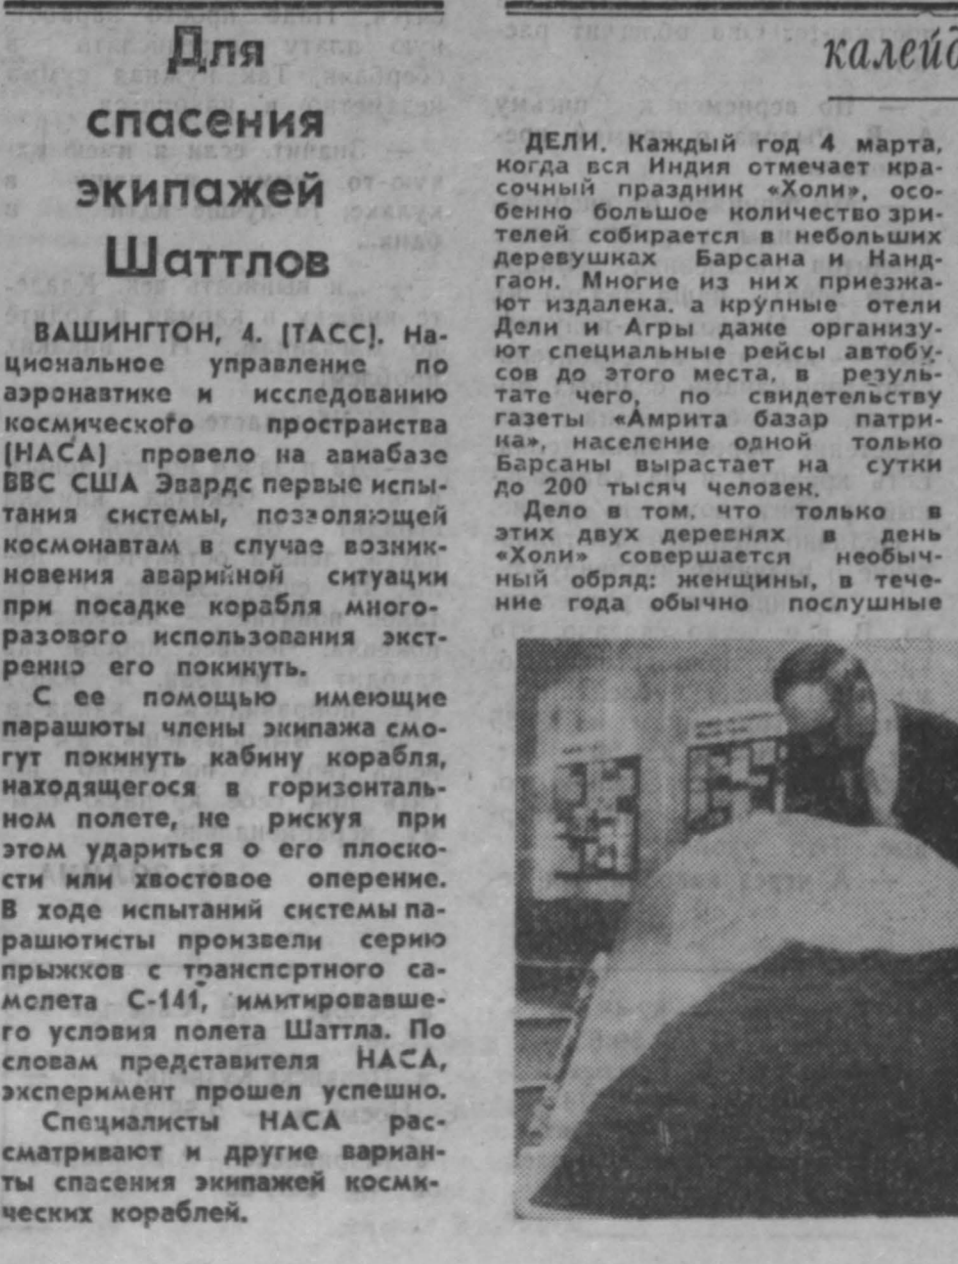 Для
спасения
экипажей
Шаттлов
ВАШИНГТОН, 4. (ТАСС). На-
циональное управление по
аэронавтике и исследованию
космического пространства
(НАСА) провело на авиабазе
ВВС США Эвардс первые испы-
тания системы, позволяющей
космонавтам в случае возник-
новения аварийной ситуации
при посадке корабля много-
разового использования экст-
ренно его покинуть.
С ее помощью имеющие
парашюты члены экипажа смо-
гут покинуть кабину корабля,
находящегося в горизонталь-
ном полете, не рискуя при
этом удариться о его плоско-
сти или хвостовое оперение.
В ходе испытаний системы па-
рашютисты произвели серию
прыжков с транспортного са-
молета С-141, имитировавше-
го условия полета Шаттла. По
словам представителя НАСА,
эксперимент прошел успешно.
Специалисты НАСА рас-
сматривают и другие вариан-
ты спасения экипажей косми-
ческих кораблей.
калейд
ДЕЛИ. Каждый год 4 марта,
когда вся Индия отмечает кра-
сочный праздник «Холи», осо-
бенно большое количество зри-
телей собирается в небольших
деревушках Барсана и Нанд-
гаон. Многие из них приезжа-
ют издалека, а крупные отели
Дели и Агры даже организу-
ют специальные рейсы автобу-
сов до этого места, в резуль-
тате чего, по свидетельству
газеты «Амрита базар патри-
ка», население одной только
Барсаны вырастает на сутки
до 200 тысяч человек.
Дело в том, что только в
этих двух деревнях в день
«Холи» совершается необыч-
ный обряд: женщины, в тече-
ние года обычно послушные